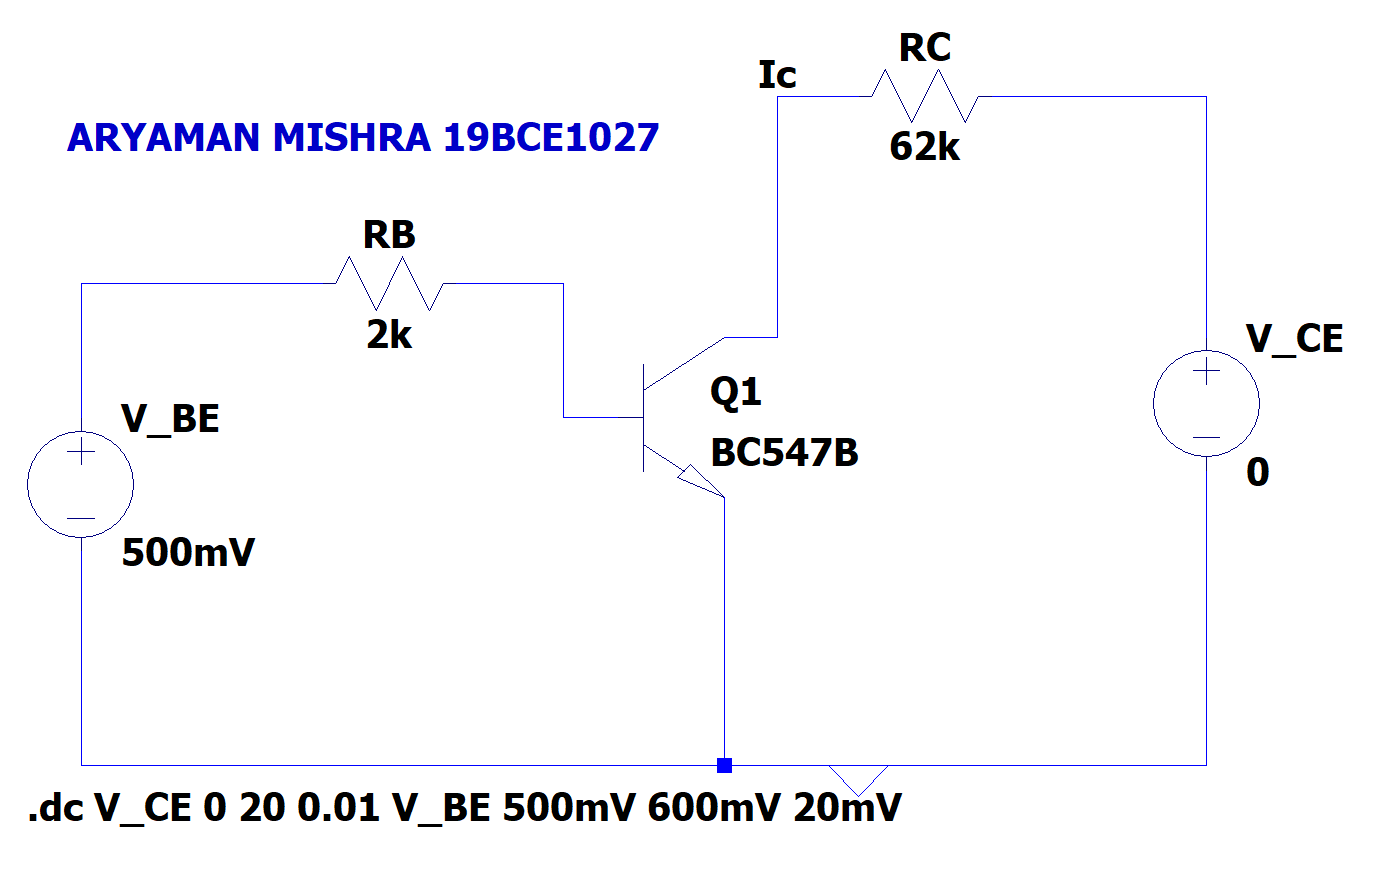 RC
Ic
62k
ARYAMAN MISHRA 19BCE1027
RB
2k
V_BE
500mV
Q1
BC547B
V_CE
0
.dc V_CE 0 20 0.01 V_BE 500mV 600mV 20mV